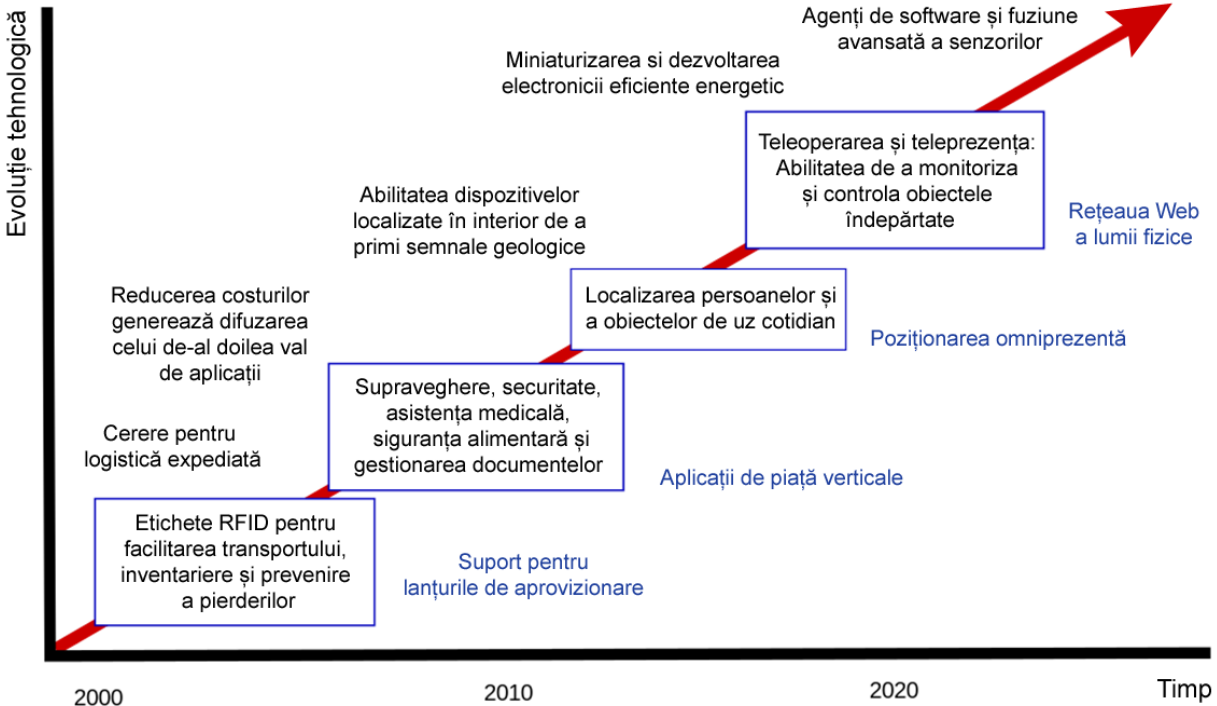 Evoluție tehnologică
Agenți de software și fuziune
avansată a senzorilor
Miniaturizarea si dezvoltarea
electronicii eficiente energetic
Teleoperarea și teleprezența:
Abilitatea de a monitoriza
și controla obiectele
îndepărtate
Rețeaua Web
a lumii fizice
Abilitatea dispozitivelor
localizate în interior de a
primi semnale geologice
Localizarea persoanelor și
a obiectelor de uz cotidian
Poziționarea omniprezentă
Reducerea costurilor
generează difuzarea
celui de-al doilea val
de aplicații
Supraveghere, securitate,
asistența medicală,
siguranța alimentară și
gestionarea documentelor
Aplicații de piață verticale
Cerere pentru
logistică expediată
Etichete RFID pentru
facilitarea transportului,
inventariere și prevenire
a pierderilor
Suport pentru
lanțurile de aprovizionare
2000
2010
2020
Timp